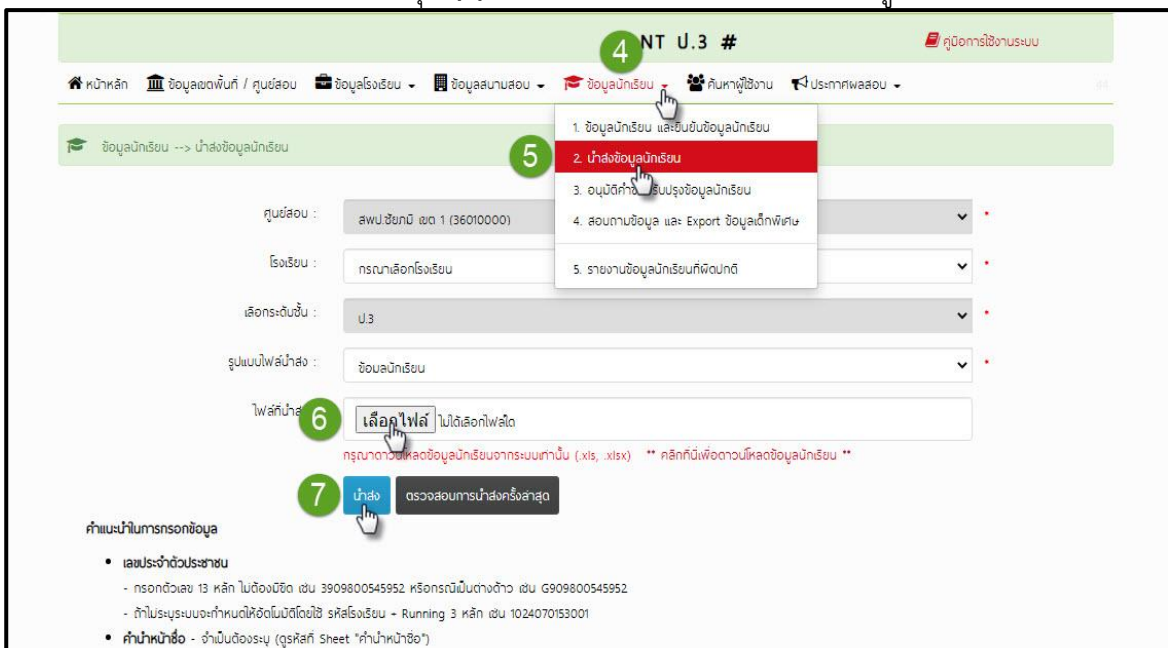 NT ป.3 #
คู่มือการใช้งานระบบ
4
หน้าหลัก ข้อมูลเขตพื้นที่ / ศูนย์สอบ ข้อมูลโรงเรียน ข้อมูลสนามสอบ ข้อมูลนักเรียน ค้นหาผู้ใช้งาน ประกาศผลสอบ
1. ข้อมูลนักเรียน และยืนยันข้อมูลนักเรียน
ข้อมูลนักเรียน --> นำส่งข้อมูลนักเรียน
5
2. นำส่งข้อมูลนักเรียน
3. อนุมัติคำขอปรับปรุงข้อมูลนักเรียน
4. สอบถามข้อมูล และ Export ข้อมูลเด็กพิเศษ
5. รายงานข้อมูลนักเรียนที่ผิดปกติ
ศูนย์สอบ : สพป.ชัยภูมิ เขต 1 (36010000) *
โรงเรียน : กรุณาเลือกโรงเรียน *
เลือกระดับชั้น : ป.3 *
รูปแบบไฟล์นำส่ง : ข้อมูลนักเรียน *
ไฟล์ที่นำส่ง 6 เลือกไฟล์ ไม่ได้เลือกไฟล์ใด
กรุณาดาวน์โหลดข้อมูลนักเรียนจากระบบเท่านั้น (.xls, .xlsx) ** คลิกที่นี่เพื่อดาวน์โหลดข้อมูลนักเรียน **
7 นำส่ง ตรวจสอบการนำส่งครั้งล่าสุด
คำแนะนำในการกรอกข้อมูล
• เลขประจำตัวประชาชน
- กรอกตัวเลข 13 หลัก ไม่ต้องมีขีด เช่น 3909800545952 หรือกรณีเป็นต่างด้าว เช่น G909800545952
- ถ้าไม่ระบุระบบจะกำหนดให้อัตโนมัติโดยใช้ รหัสโรงเรียน + Running 3 หลัก เช่น 1024070153001
• คำนำหน้าชื่อ - จำเป็นต้องระบุ (ดูรหัสที่ Sheet "คำนำหน้าชื่อ")